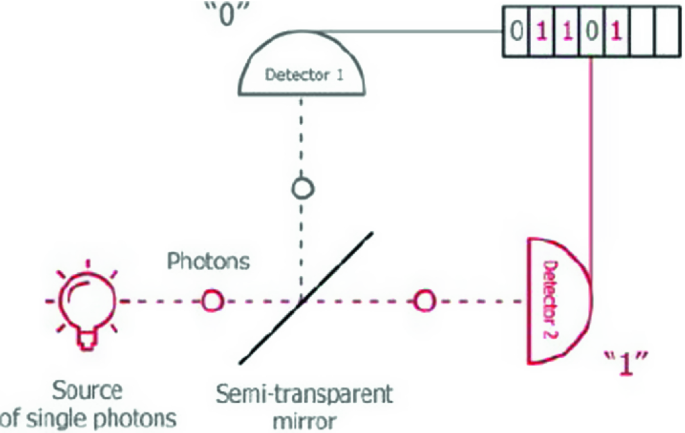 “0”
0 1 1 0 1
Detector 1
Photons
Detector 2
“1”
Source
of single photons
Semi-transparent
mirror